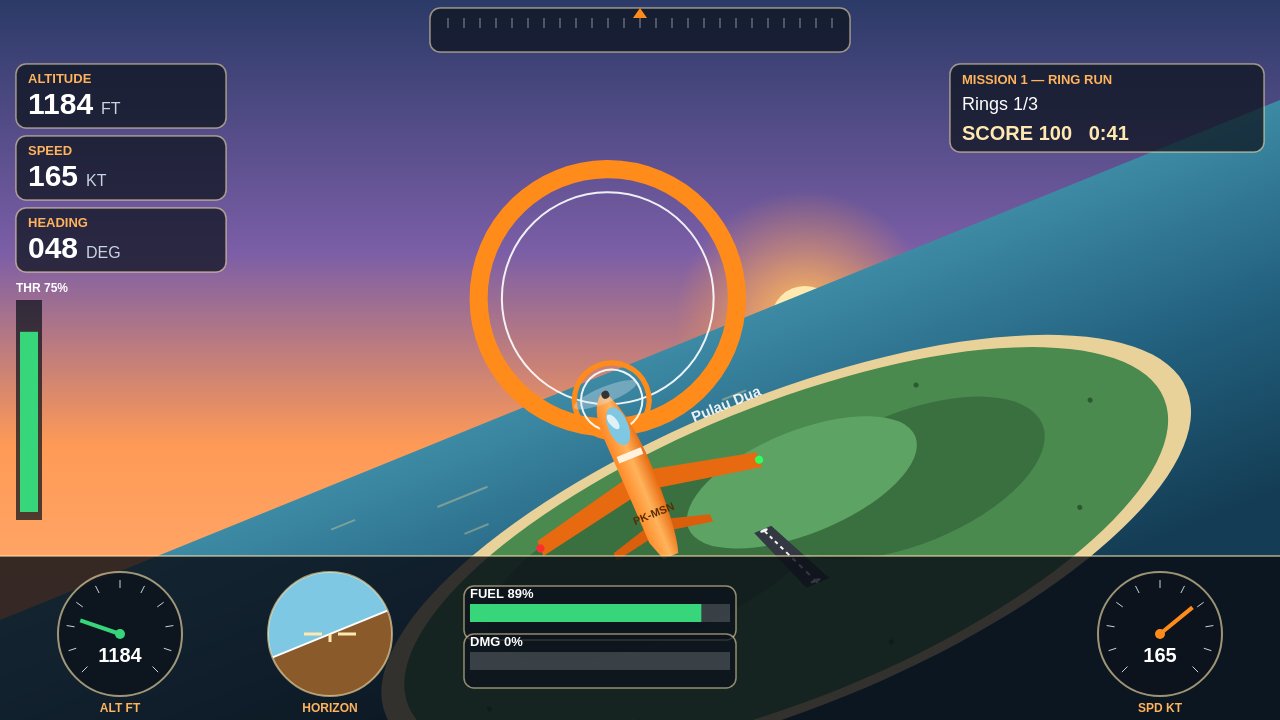 ALTITUDE
1184 FT
SPEED
165 KT
HEADING
048 DEG
THR 75%
MISSION 1 — RING RUN
Rings 1/3
SCORE 100 0:41
Pulau Dua
PK-MSN
1184
ALT FT
HORIZON
FUEL 89%
DMG 0%
165
SPD KT